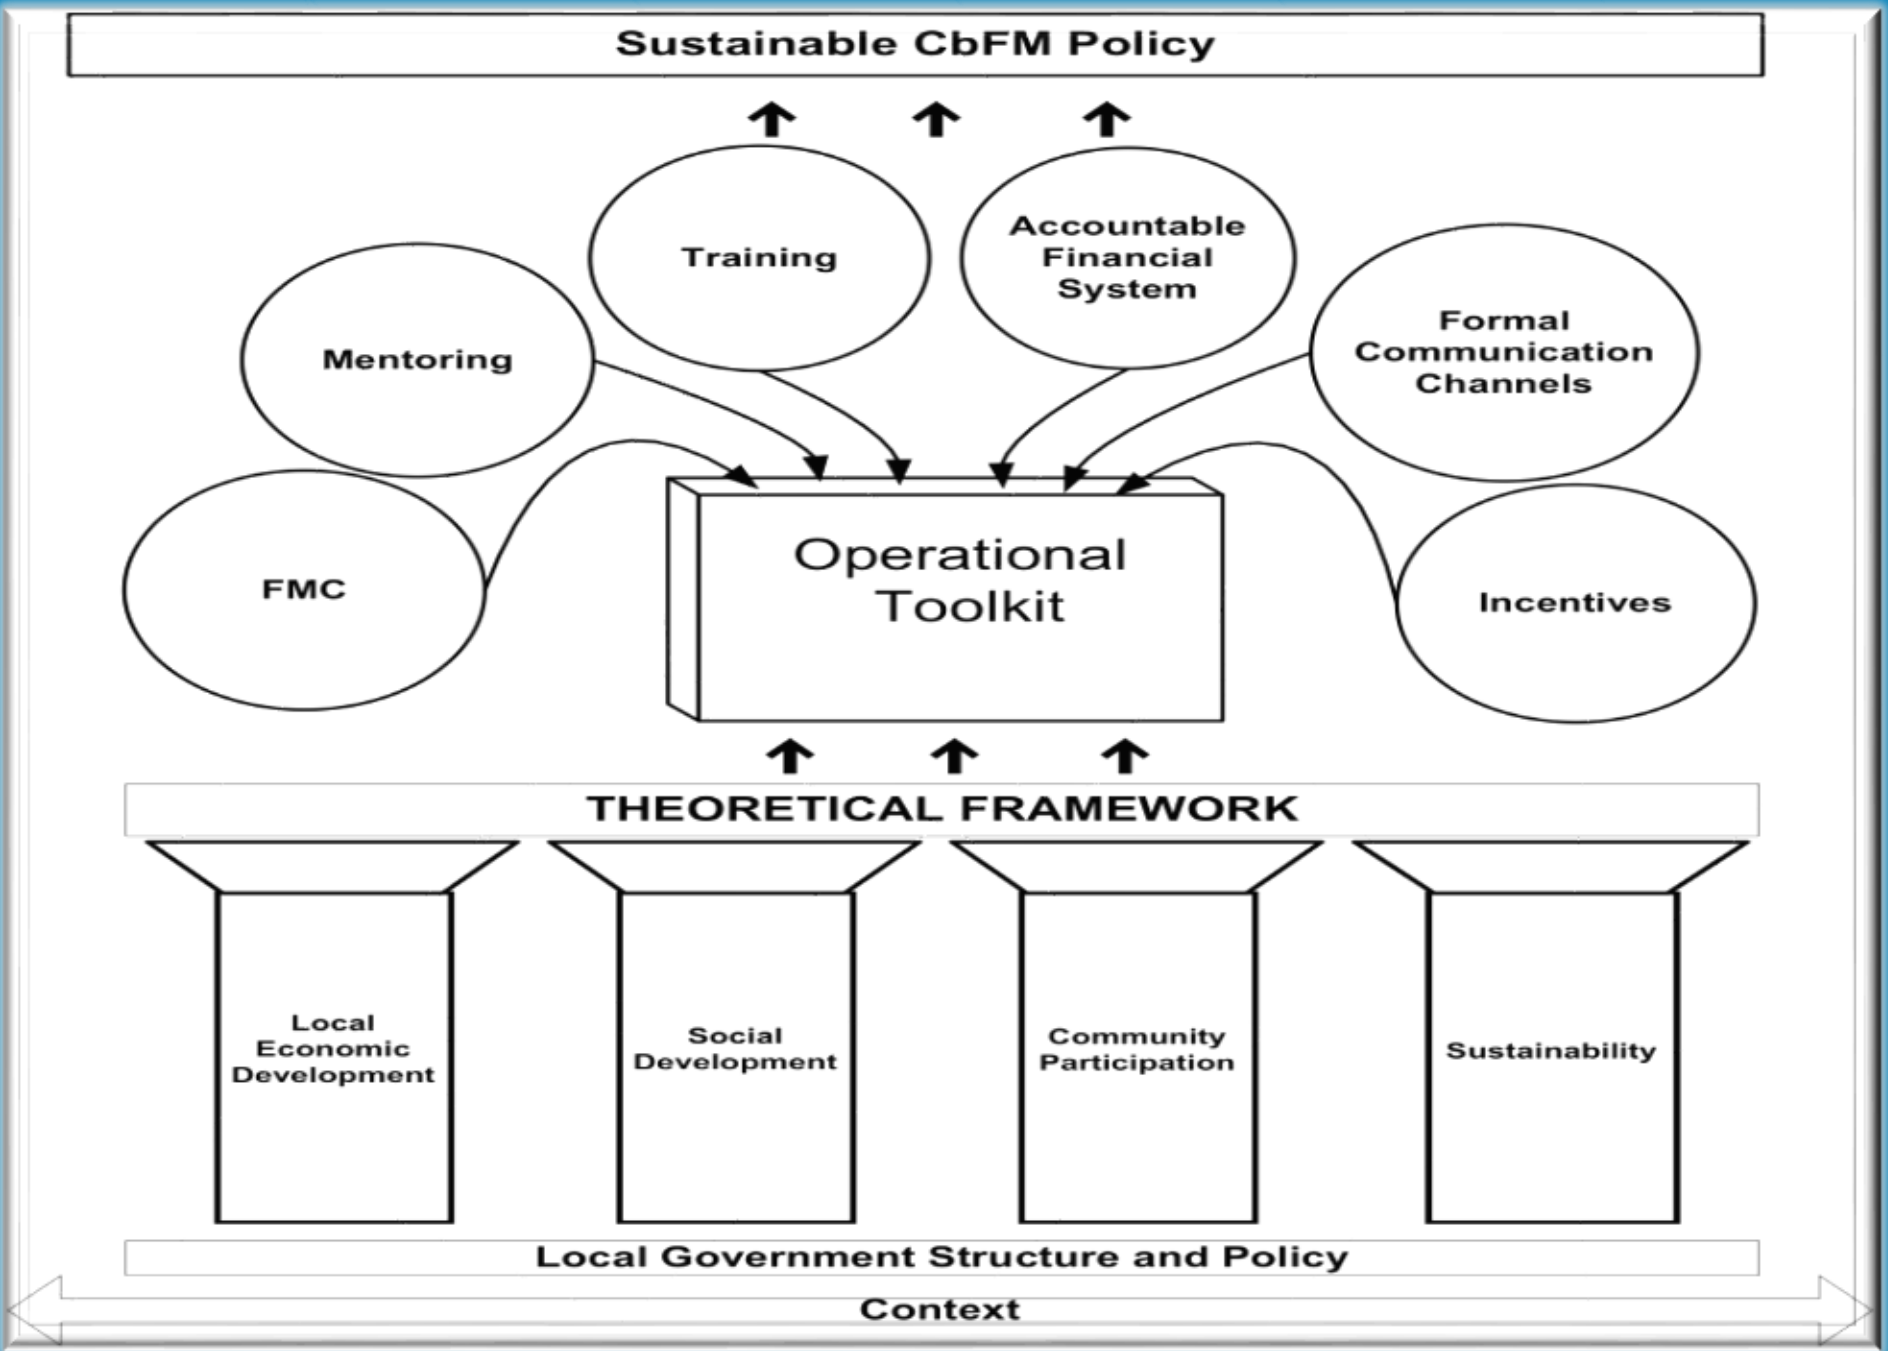 Sustainable CbFM Policy
Training
Accountable
Financial
System
Mentoring
Formal
Communication
Channels
FMC
Operational
Toolkit
Incentives
THEORETICAL FRAMEWORK
Local
Economic
Development
Social
Development
Community
Participation
Sustainability
Local Government Structure and Policy
Context